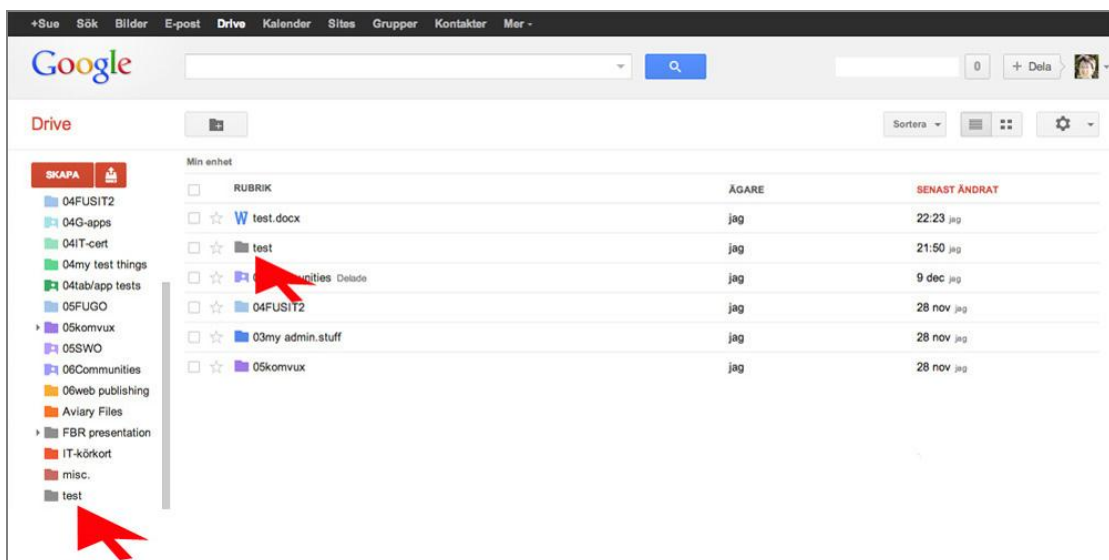 +Sue Sök Bilder E-post Drive Kalender Sites Grupper Kontakter Mer
Google
0 + Dela
Drive
Sortera
Min enhet
SKAPA
RUBRIK ÄGARE SENAST ÄNDRAT
04FUSIT2
04G-apps
04IT-cert
04my test things
04tab/app tests
05FUGO
05komvux
05SWO
06Communities
06web publishing
Aviary Files
FBR presentation
IT-körkort
misc.
test
W test.docx jag 22:23 jag
test jag 21:50 jag
Delade jag 9 dec jag
04FUSIT2 jag 28 nov jag
03my admin.stuff jag 28 nov jag
05komvux jag 28 nov jag